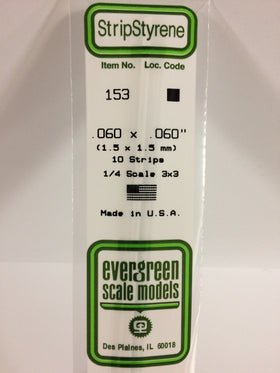 StripStyrene
Item No. Loc. Code
153
.060 x .060"
(1.5 x 1.5 mm)
10 Strips
1/4 Scale 3x3
Made in U.S.A.
evergreen
scale models
Des Plaines, IL 60018